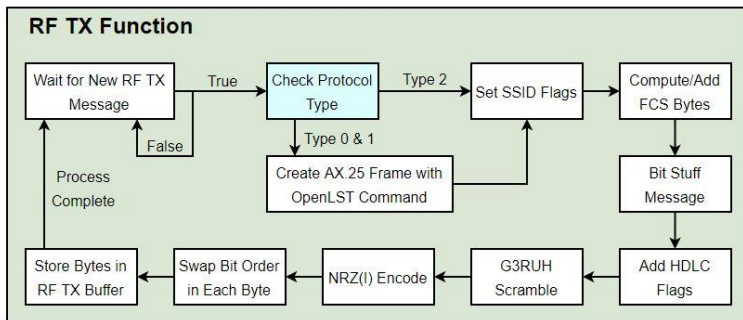 RF TX Function
Wait for New RF TX
Message
True
False
Check Protocol
Type
Type 2
Type 0 & 1
Create AX.25 Frame with
OpenLST Command
Set SSID Flags
Compute/Add
FCS Bytes
Bit Stuff
Message
Add HDLC
Flags
G3RUH
Scramble
NRZ(I) Encode
Swap Bit Order
in Each Byte
Store Bytes in
RF TX Buffer
Process
Complete